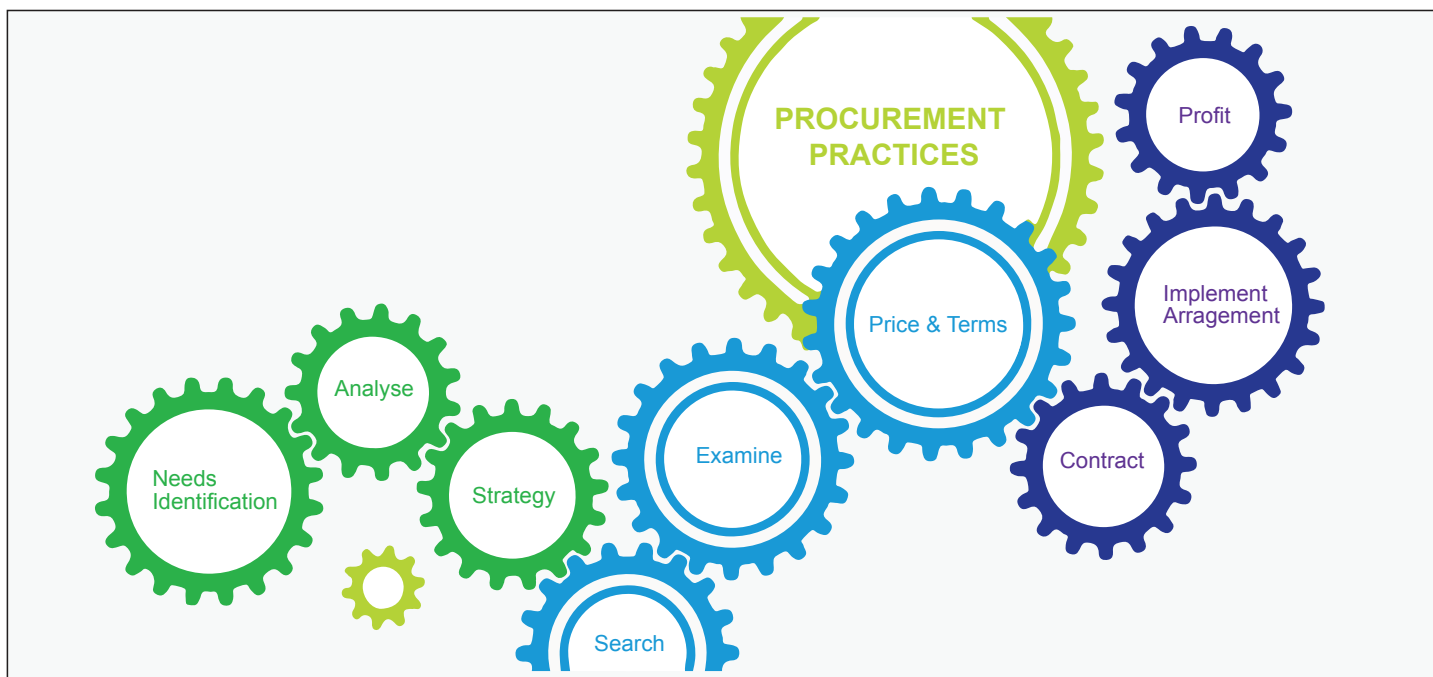 PROCUREMENT
PRACTICES
Profit
Implement
Arragement
Price & Terms
Contract
Examine
Search
Strategy
Analyse
Needs
Identification